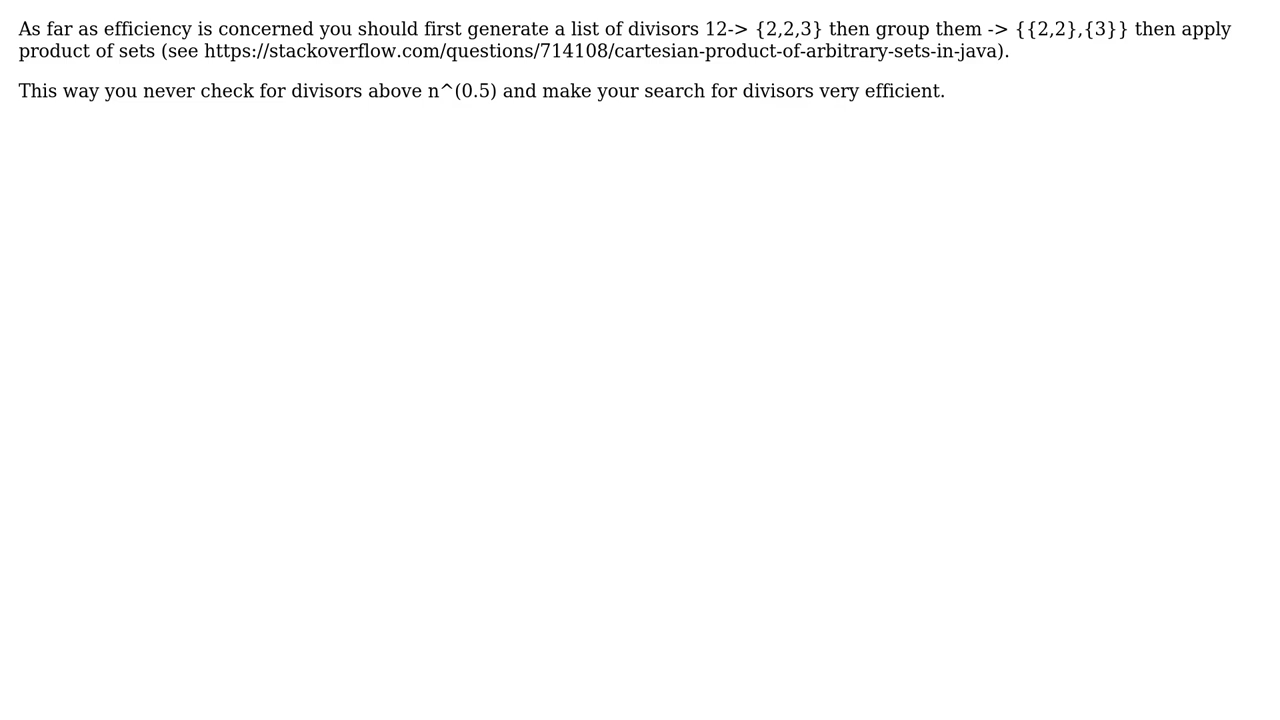 As far as efficiency is concerned you should first generate a list of divisors 12-> {2,2,3} then group them -> {{2,2},{3}} then apply
product of sets (see https://stackoverflow.com/questions/714108/cartesian-product-of-arbitrary-sets-in-java).
This way you never check for divisors above n^(0.5) and make your search for divisors very efficient.